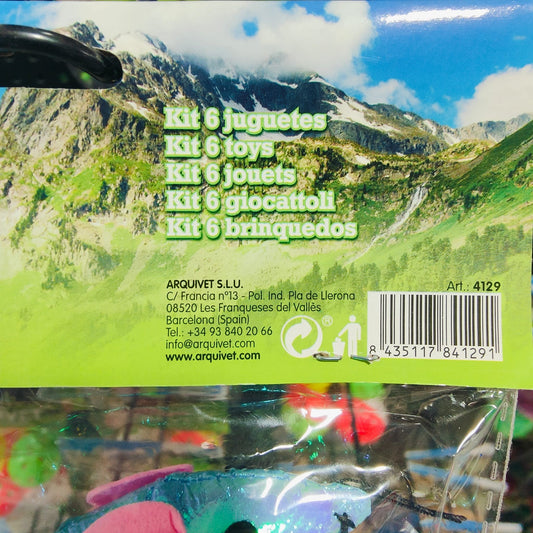 Kit 6 juguetes
Kit 6 toys
Kit 6 jouets
Kit 6 giocattoli
Kit 6 brinquedos
ARQUIVET S.L.U.
C/ Francia nº13 - Pol. Ind. Pla de Llerona
08520 Les Franqueses del Vallès
Barcelona (Spain)
Tel.: +34 93 840 20 66
info@arquivet.com
www.arquivet.com
Art.: 4129
®
8 435117 841291